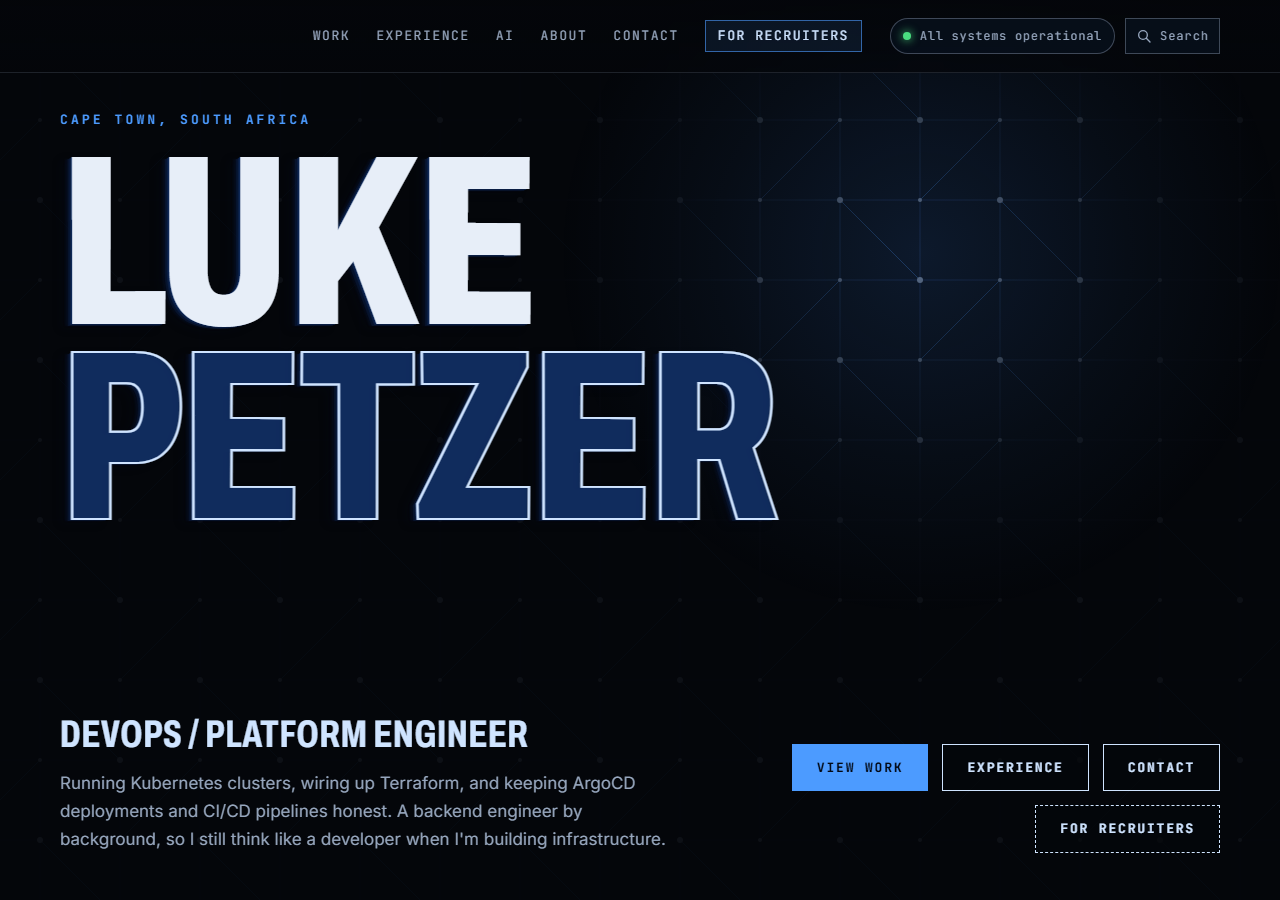 WORK EXPERIENCE AI ABOUT CONTACT FOR RECRUITERS All systems operational Search
CAPE TOWN, SOUTH AFRICA
LUKE
PETZER
DEVOPS / PLATFORM ENGINEER
Running Kubernetes clusters, wiring up Terraform, and keeping ArgoCD
deployments and CI/CD pipelines honest. A backend engineer by
background, so I still think like a developer when I'm building infrastructure.
VIEW WORK EXPERIENCE CONTACT
FOR RECRUITERS